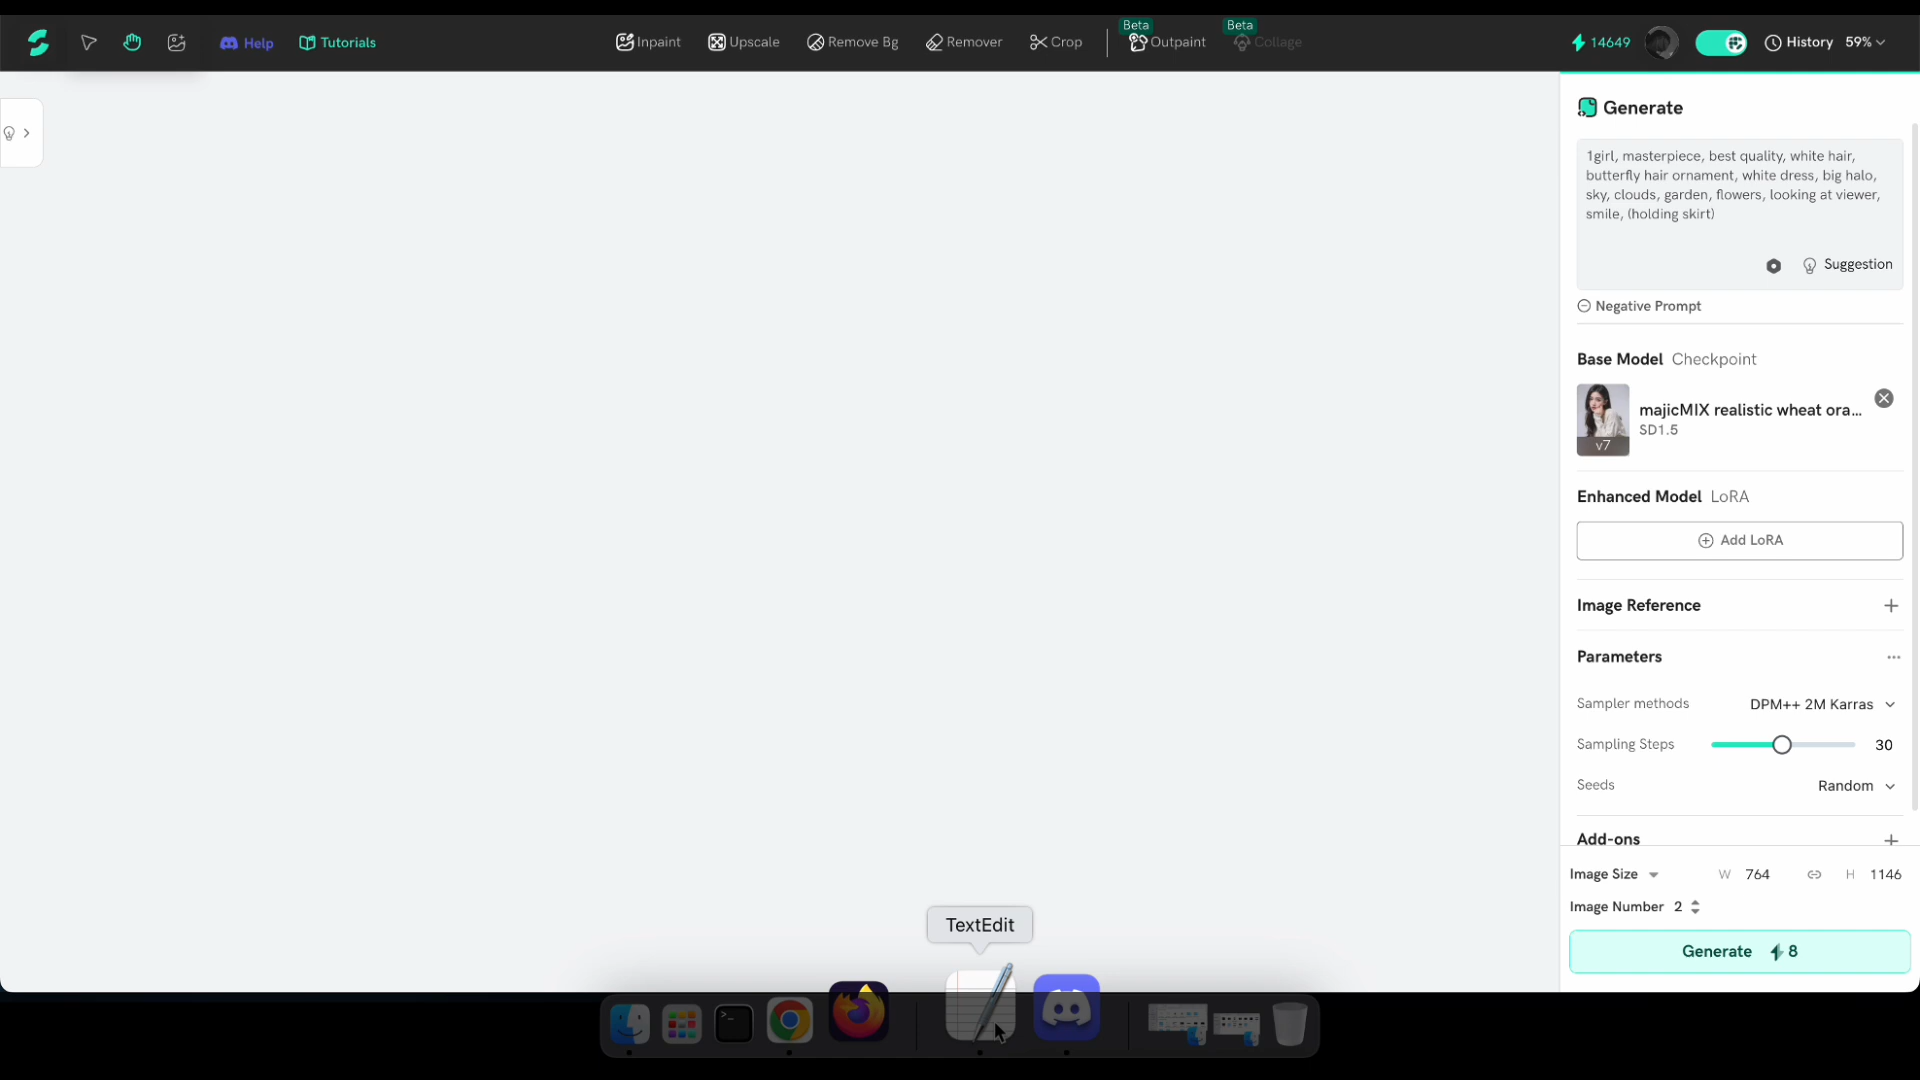 Help
Tutorials
Inpaint
Upscale
Remove Bg
Remover
Crop
Beta
Outpaint
Beta
Collage
14649
History
59%
Generate
1girl, masterpiece, best quality, white hair,
butterfly hair ornament, white dress, big halo,
sky, clouds, garden, flowers, looking at viewer,
smile, (holding skirt)
Suggestion
Negative Prompt
Base Model Checkpoint
majicMIX realistic wheat ora...
SD1.5
v7
Enhanced Model LoRA
Add LoRA
Image Reference
Parameters
Sampler methods DPM++ 2M Karras
Sampling Steps 30
Seeds Random
Add-ons
Image Size W 764 H 1146
Image Number 2
Generate 8
TextEdit